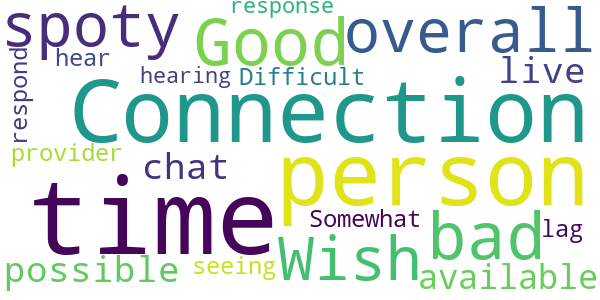 response
spoty Good overall
hear
hearing Difficult live
respond
Connection
provider chat person
time Somewhat bad lag
Wish
possible seeing available